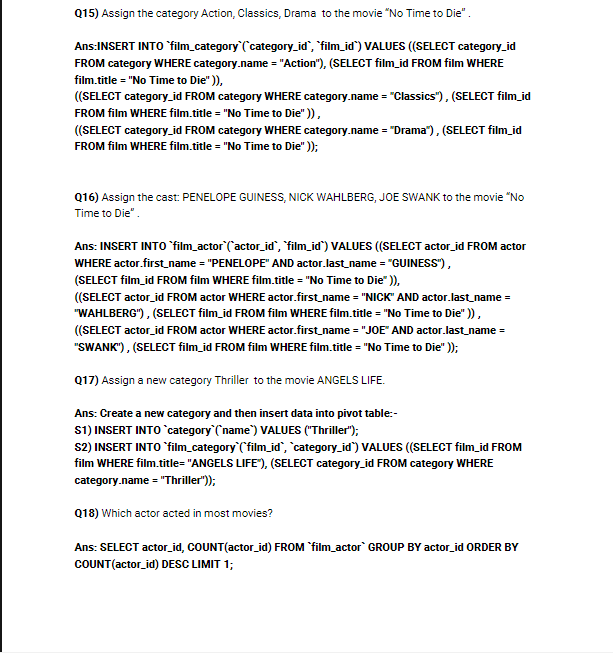 Q15) Assign the category Action, Classics, Drama  to the movie “No Time to Die” .
Ans:INSERT INTO `film_category`(`category_id`, `film_id`) VALUES ((SELECT category_id
FROM category WHERE category.name = "Action"), (SELECT film_id FROM film WHERE
film.title = "No Time to Die" )),
((SELECT category_id FROM category WHERE category.name = "Classics") , (SELECT film_id
FROM film WHERE film.title = "No Time to Die" )) ,
((SELECT category_id FROM category WHERE category.name = "Drama") , (SELECT film_id
FROM film WHERE film.title = "No Time to Die" ));
Q16) Assign the cast: PENELOPE GUINESS, NICK WAHLBERG, JOE SWANK to the movie “No
Time to Die” .
Ans: INSERT INTO `film_actor`(`actor_id`, `film_id`) VALUES ((SELECT actor_id FROM actor
WHERE actor.first_name = "PENELOPE" AND actor.last_name = "GUINESS") ,
(SELECT film_id FROM film WHERE film.title = "No Time to Die" )),
((SELECT actor_id FROM actor WHERE actor.first_name = "NICK" AND actor.last_name =
"WAHLBERG") , (SELECT film_id FROM film WHERE film.title = "No Time to Die" )) ,
((SELECT actor_id FROM actor WHERE actor.first_name = "JOE" AND actor.last_name =
"SWANK") , (SELECT film_id FROM film WHERE film.title = "No Time to Die" ));
Q17) Assign a new category Thriller  to the movie ANGELS LIFE.
Ans: Create a new category and then insert data into pivot table:-
S1) INSERT INTO `category`(`name`) VALUES ("Thriller");
S2) INSERT INTO `film_category`(`film_id`, `category_id`) VALUES ((SELECT film_id FROM
film WHERE film.title= "ANGELS LIFE"), (SELECT category_id FROM category WHERE
category.name = "Thriller"));
Q18) Which actor acted in most movies?
Ans: SELECT actor_id, COUNT(actor_id) FROM `film_actor` GROUP BY actor_id ORDER BY
COUNT(actor_id) DESC LIMIT 1;